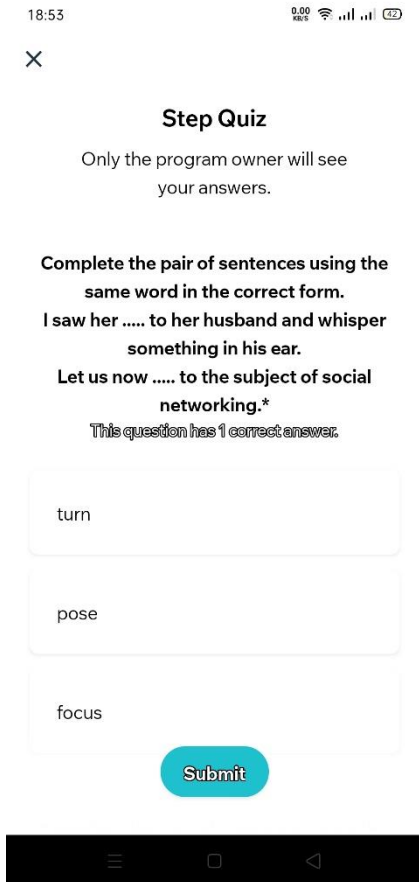 18:53
0.00
KB/S
42
Step Quiz
Only the program owner will see
your answers.
Complete the pair of sentences using the
same word in the correct form.
I saw her ..... to her husband and whisper
something in his ear.
Let us now ..... to the subject of social
networking.*
This question has 1 correct answer.
turn
pose
focus
Submit